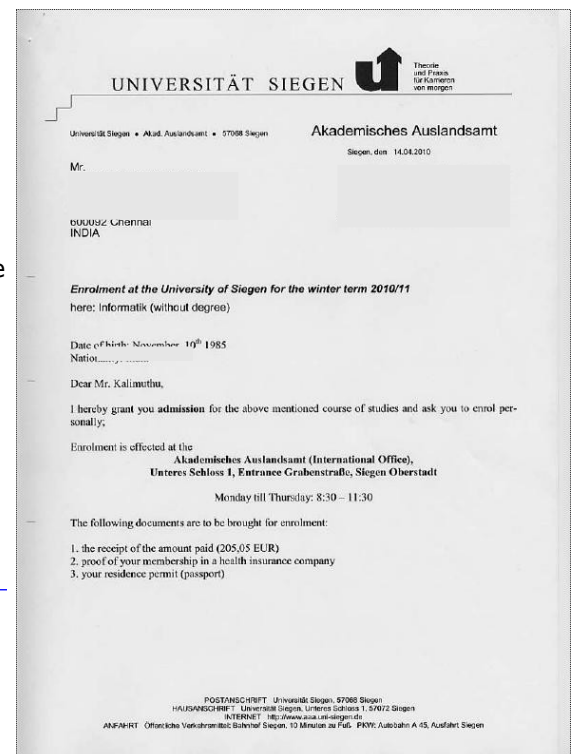 UNIVERSITÄT SIEGEN
Theorie
und Praxis
für Karrieren
von morgen
Universität Siegen • Akad. Auslandsamt • 57068 Siegen
Akademisches Auslandsamt
Siegen, den 14.04.2010
Mr.
600092 Chennai
INDIA
e
Enrolment at the University of Siegen for the winter term 2010/11
here: Informatik (without degree)
Date of birth: November 10th 1985
Dear Mr. Kalimuthu,
I hereby grant you admission for the above mentioned course of studies and ask you to enrol per-
sonally;
Enrolment is effected at the
Akademisches Auslandsamt (International Office),
Unteres Schloss 1, Entrance Grabenstraße, Siegen Oberstadt
Monday till Thursday: 8:30 – 11:30
The following documents are to be brought for enrolment:
1. the receipt of the amount paid (205,05 EUR)
2. proof of your membership in a health insurance company
3. your residence permit (passport)
POSTANSCHRIFT Universität Siegen, 57068 Siegen
HAUSANSCHRIFT Universität Siegen, Unteres Schloss 1, 57072 Siegen
INTERNET http://www.aaa.uni-siegen.de
ANFAHRT Öffentliche Verkehrsmittel: Bahnhof Siegen, 10 Minuten zu Fuß. PKW: Autobahn A 45, Ausfahrt Siegen